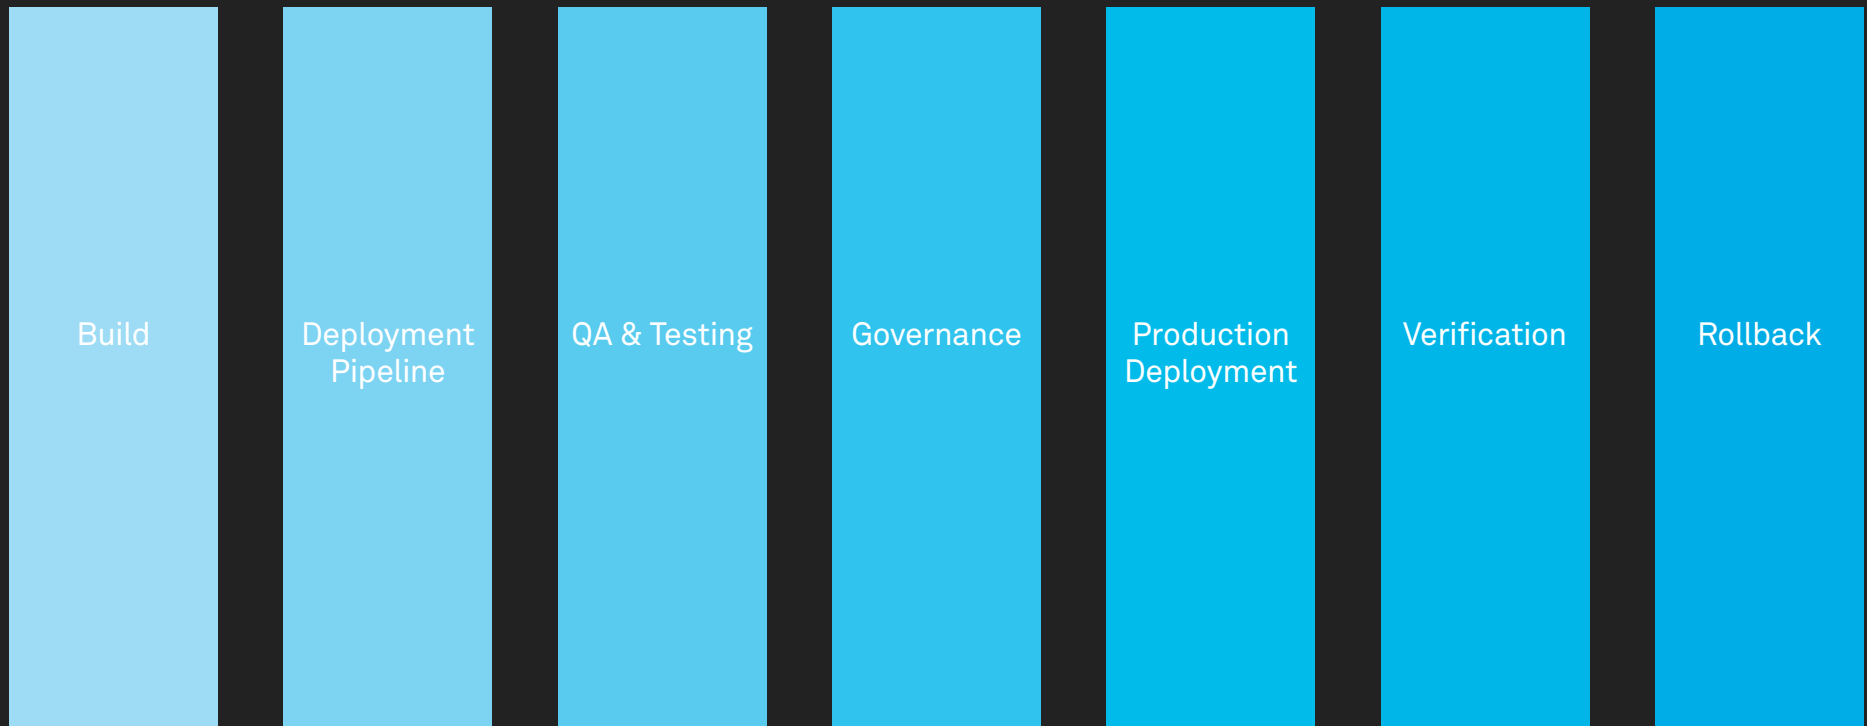 Build
Deployment
Pipeline
QA & Testing
Governance
Production
Deployment
Verification
Rollback